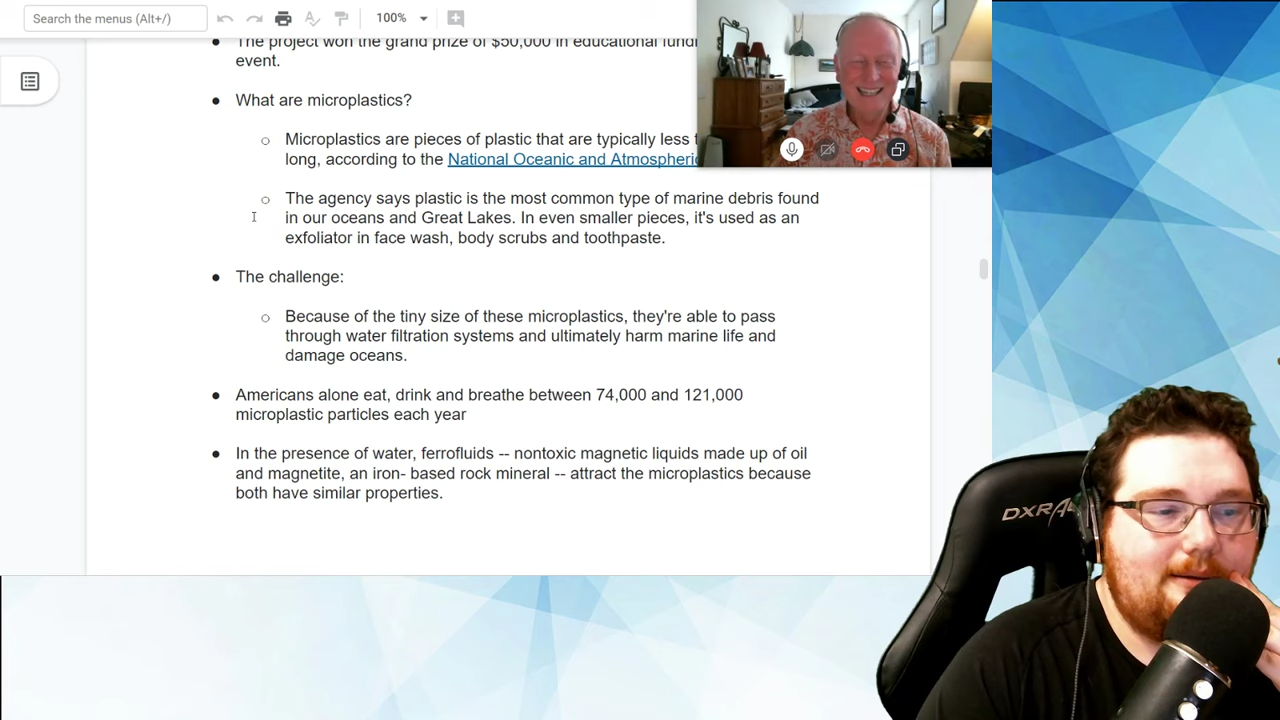 Search the menus (Alt+/)
100%
The project won the grand prize of $50,000 in educational
event.
What are microplastics?
Microplastics are pieces of plastic that are typically less
long, according to the National Oceanic and Atmospheric
The agency says plastic is the most common type of marine debris found
in our oceans and Great Lakes. In even smaller pieces, it's used as an
exfoliator in face wash, body scrubs and toothpaste.
The challenge:
Because of the tiny size of these microplastics, they're able to pass
through water filtration systems and ultimately harm marine life and
damage oceans.
Americans alone eat, drink and breathe between 74,000 and 121,000
microplastic particles each year
In the presence of water, ferrofluids -- nontoxic magnetic liquids made up of oil
and magnetite, an iron- based rock mineral -- attract the microplastics because
both have similar properties.